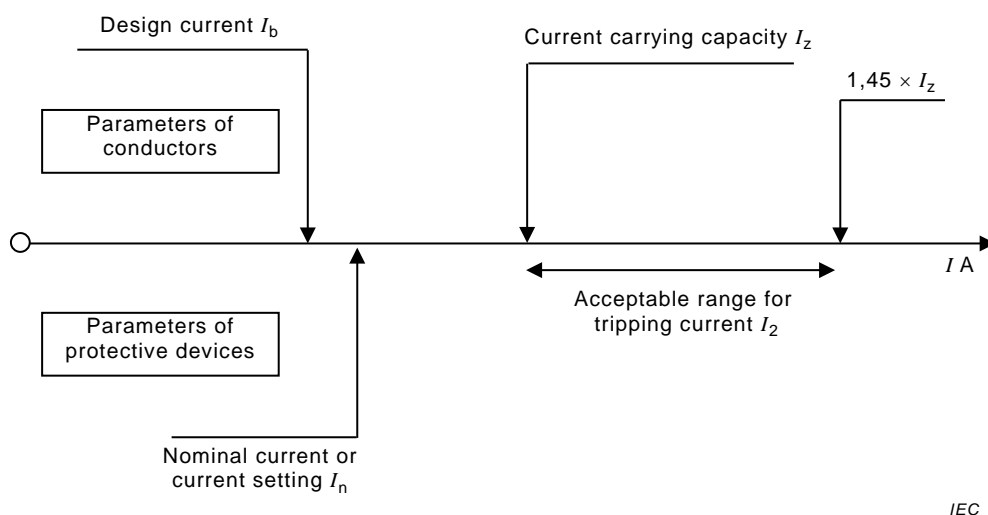 Design current I_b
Current carrying capacity I_z
1,45 × I_z
Parameters of
conductors
I A
Acceptable range for
tripping current I_2
Parameters of
protective devices
Nominal current or
current setting I_n
IEC